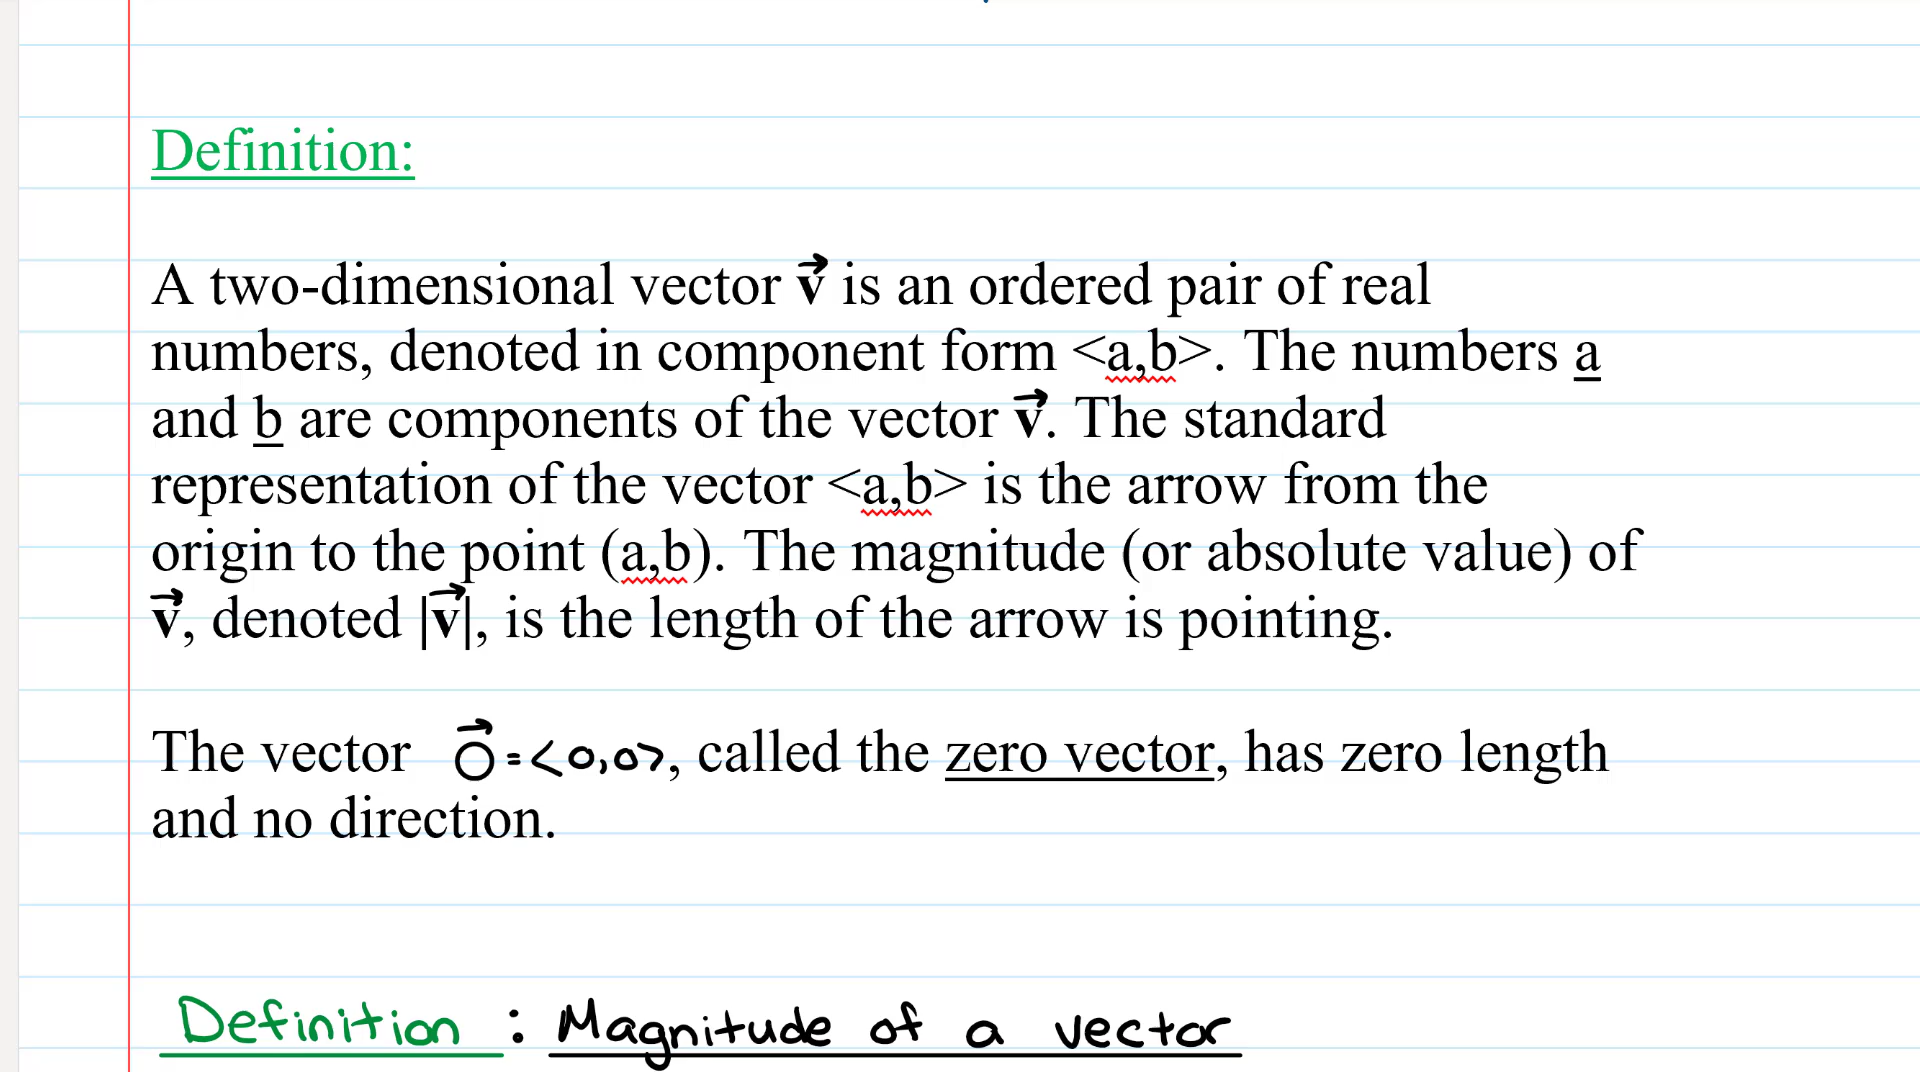 Definition:
A two-dimensional vector v⃗ is an ordered pair of real
numbers, denoted in component form <a,b>. The numbers a
and b are components of the vector v⃗. The standard
representation of the vector <a,b> is the arrow from the
origin to the point (a,b). The magnitude (or absolute value) of
v⃗, denoted |v⃗|, is the length of the arrow is pointing.
The vector 0⃗ = <0,0>, called the zero vector, has zero length
and no direction.
Definition : Magnitude of a vector